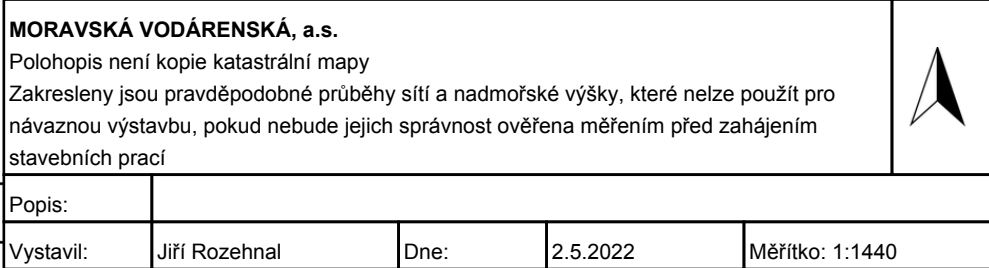 MORAVSKÁ VODÁRENSKÁ, a.s.
Polohopis není kopie katastrální mapy
Zakresleny jsou pravděpodobné průběhy sítí a nadmořské výšky, které nelze použít pro
návaznou výstavbu, pokud nebude jejich správnost ověřena měřením před zahájením
stavebních prací
Popis:
Vystavil: Jiří Rozehnal Dne: 2.5.2022 Měřítko: 1:1440